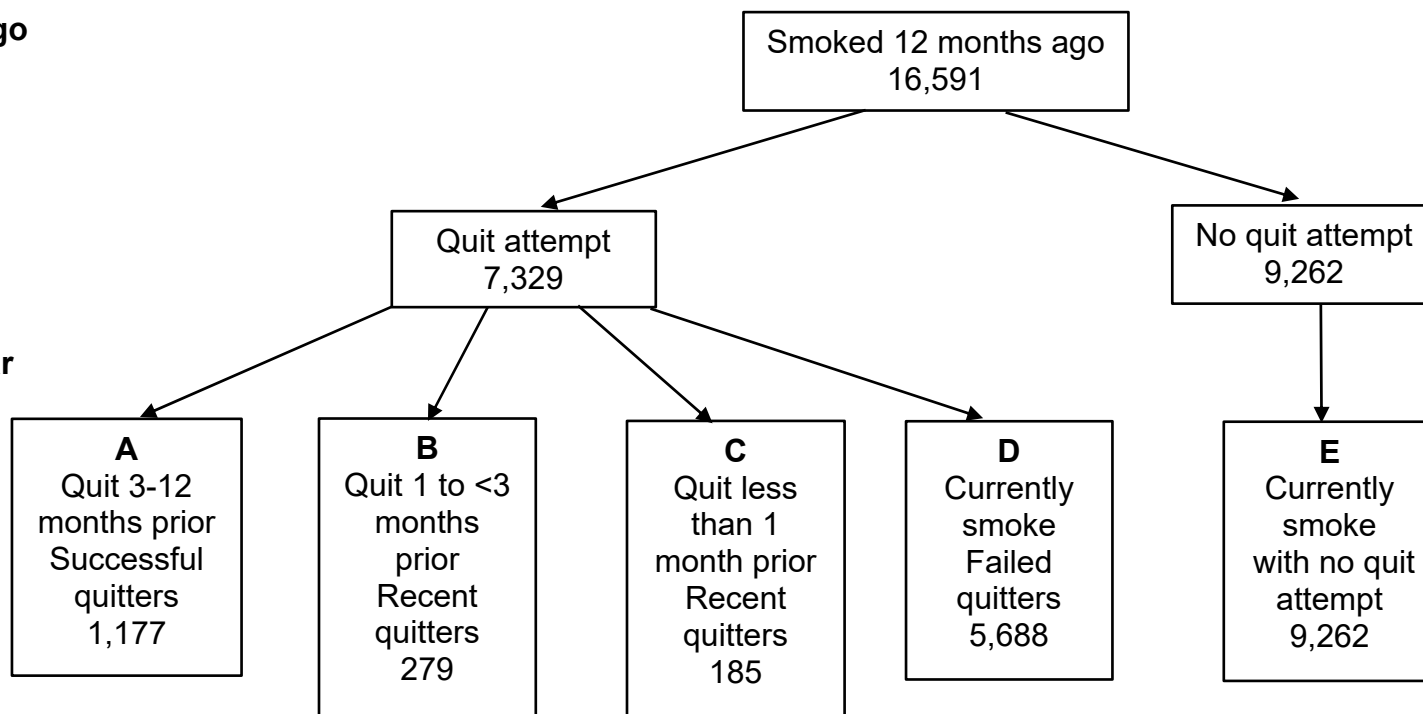 go
Smoked 12 months ago
16,591
Quit attempt
7,329
No quit attempt
9,262
r
A
Quit 3-12
months prior
Successful
quitters
1,177
B
Quit 1 to <3
months
prior
Recent
quitters
279
C
Quit less
than 1
month prior
Recent
quitters
185
D
Currently
smoke
Failed
quitters
5,688
E
Currently
smoke
with no quit
attempt
9,262